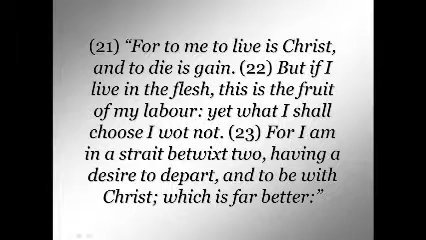 (21) “For to me to live is Christ,
and to die is gain. (22) But if I
live in the flesh, this is the fruit
of my labour: yet what I shall
choose I wot not. (23) For I am
in a strait betwixt two, having a
desire to depart, and to be with
Christ; which is far better:”